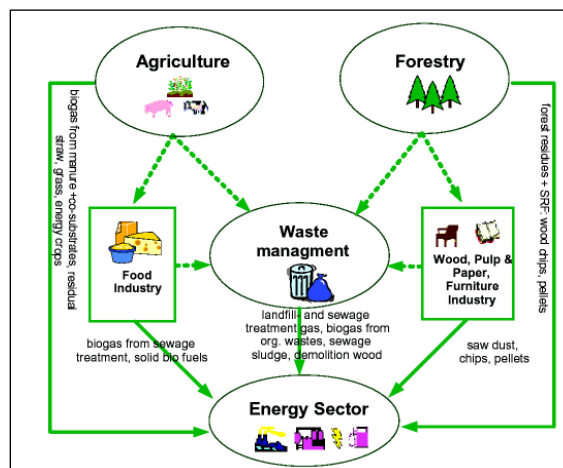 Agriculture
Forestry
biogas from manure +co-substrates, residual
straw, grass, energy crops
forest residues + SRF: wood chips,
pellets
Waste
managment
Food
Industry
Wood, Pulp &
Paper,
Furniture
Industry
landfill- and sewage
treatment gas, biogas from
org. wastes, sewage
sludge, demolition wood
biogas from sewage
treatment, solid bio fuels
saw dust,
chips, pellets
Energy Sector